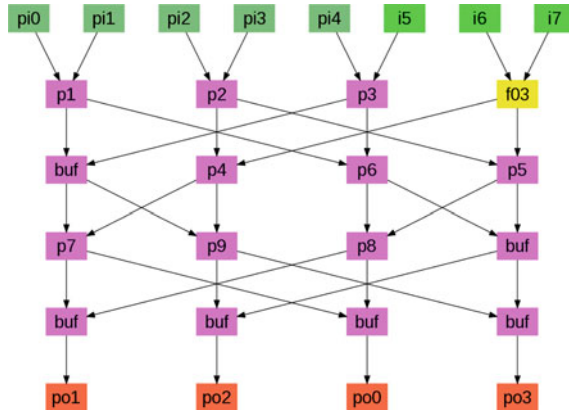 pi0 pi1 pi2 pi3 pi4 i5 i6 i7
p1 p2 p3 f03
buf p4 p6 p5
p7 p9 p8 buf
buf buf buf buf
po1 po2 po0 po3